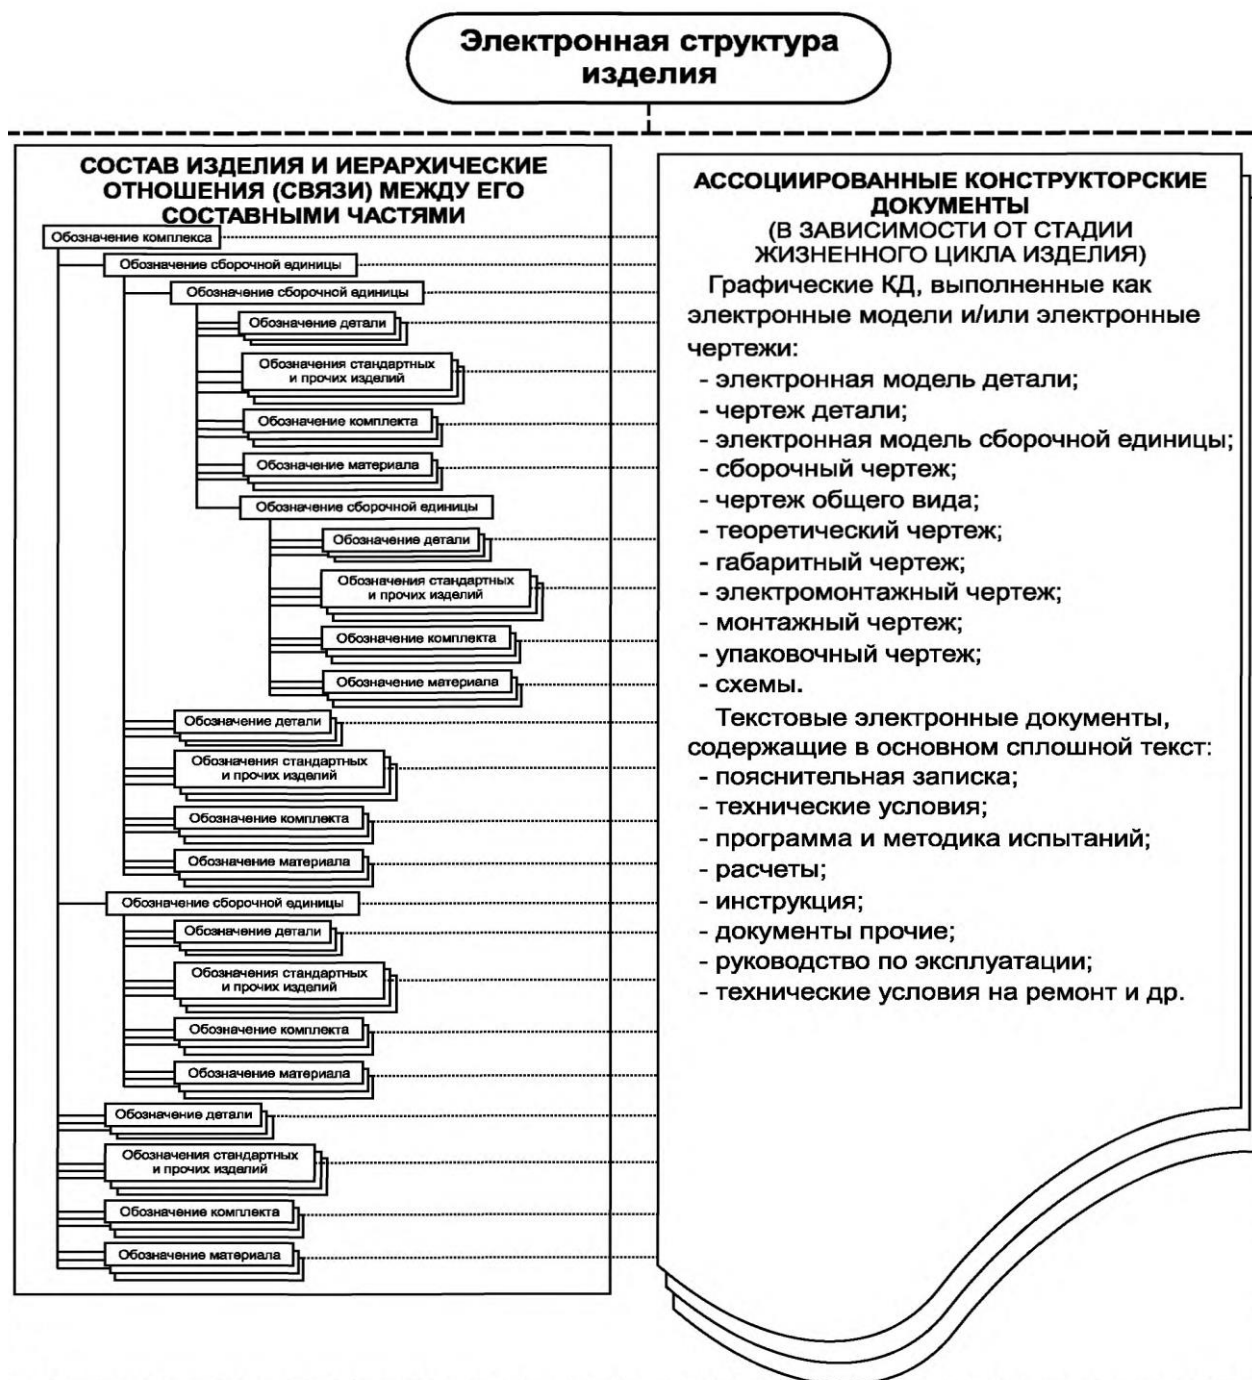 Электронная структура
изделия
СОСТАВ ИЗДЕЛИЯ И ИЕРАРХИЧЕСКИЕ
ОТНОШЕНИЯ (СВЯЗИ) МЕЖДУ ЕГО
СОСТАВНЫМИ ЧАСТЯМИ
Обозначение комплекса
Обозначение сборочной единицы
Обозначение сборочной единицы
Обозначение детали
Обозначения стандартных
и прочих изделий
Обозначение комплекта
Обозначение материала
Обозначение сборочной единицы
Обозначение детали
Обозначения стандартных
и прочих изделий
Обозначение комплекта
Обозначение материала
Обозначение детали
Обозначения стандартных
и прочих изделий
Обозначение комплекта
Обозначение материала
Обозначение сборочной единицы
Обозначение детали
Обозначения стандартных
и прочих изделий
Обозначение комплекта
Обозначение материала
Обозначение детали
Обозначения стандартных
и прочих изделий
Обозначение комплекта
Обозначение материала
АССОЦИИРОВАННЫЕ КОНСТРУКТОРСКИЕ
ДОКУМЕНТЫ
(В ЗАВИСИМОСТИ ОТ СТАДИИ
ЖИЗНЕННОГО ЦИКЛА ИЗДЕЛИЯ)
Графические КД, выполненные как
электронные модели и/или электронные
чертежи:
- электронная модель детали;
- чертеж детали;
- электронная модель сборочной единицы;
- сборочный чертеж;
- чертеж общего вида;
- теоретический чертеж;
- габаритный чертеж;
- электромонтажный чертеж;
- монтажный чертеж;
- упаковочный чертеж;
- схемы.
Текстовые электронные документы,
содержащие в основном сплошной текст:
- пояснительная записка;
- технические условия;
- программа и методика испытаний;
- расчеты;
- инструкция;
- документы прочие;
- руководство по эксплуатации;
- технические условия на ремонт и др.